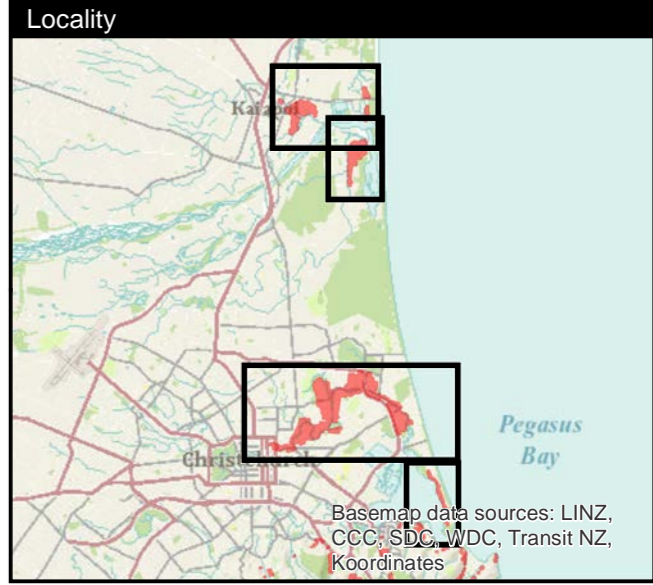 Locality
Kaiapoi
Pegasus
Bay
Christchurch
Basemap data sources: LINZ,
CCC, SDC, WDC, Transit NZ,
Koordinates